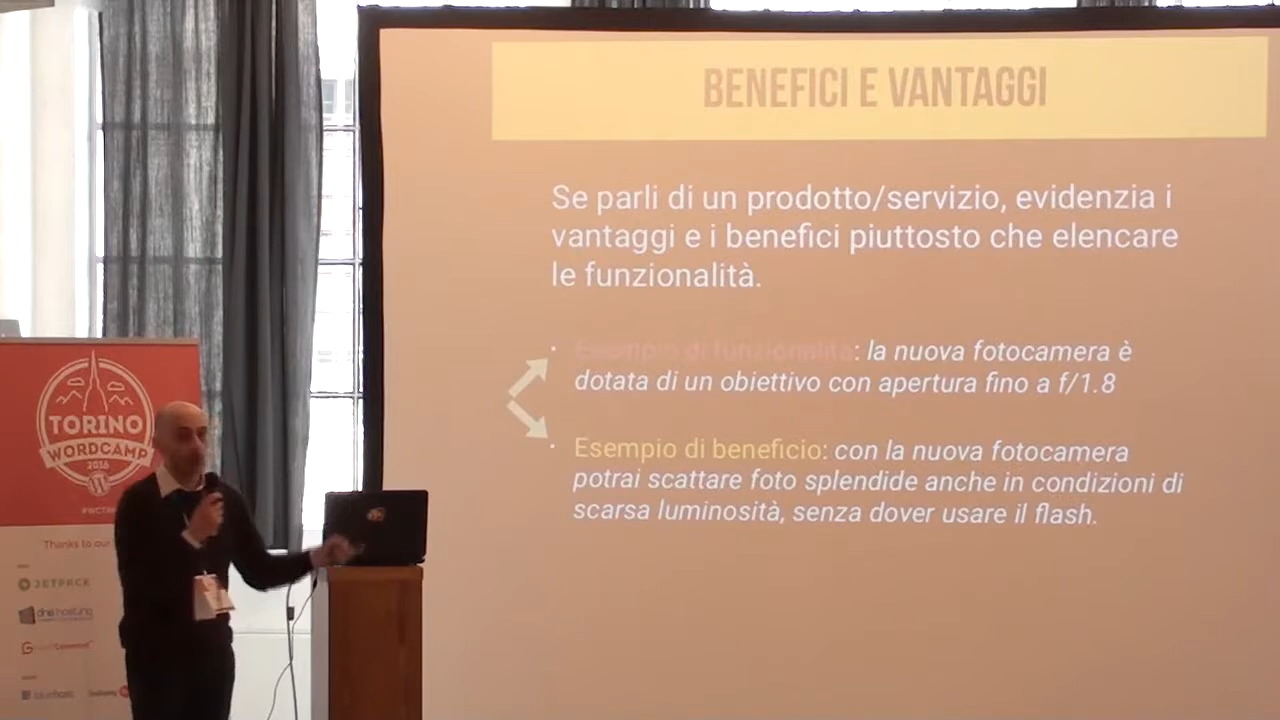 BENEFICI E VANTAGGI
Se parli di un prodotto/servizio, evidenzia i
vantaggi e i benefici piuttosto che elencare
le funzionalità.
• Esempio di funzionalità: la nuova fotocamera è
dotata di un obiettivo con apertura fino a f/1.8
• Esempio di beneficio: con la nuova fotocamera
potrai scattare foto splendide anche in condizioni di
scarsa luminosità, senza dover usare il flash.
TORINO
WORDCAMP
2016
Thanks to our
JETPACK